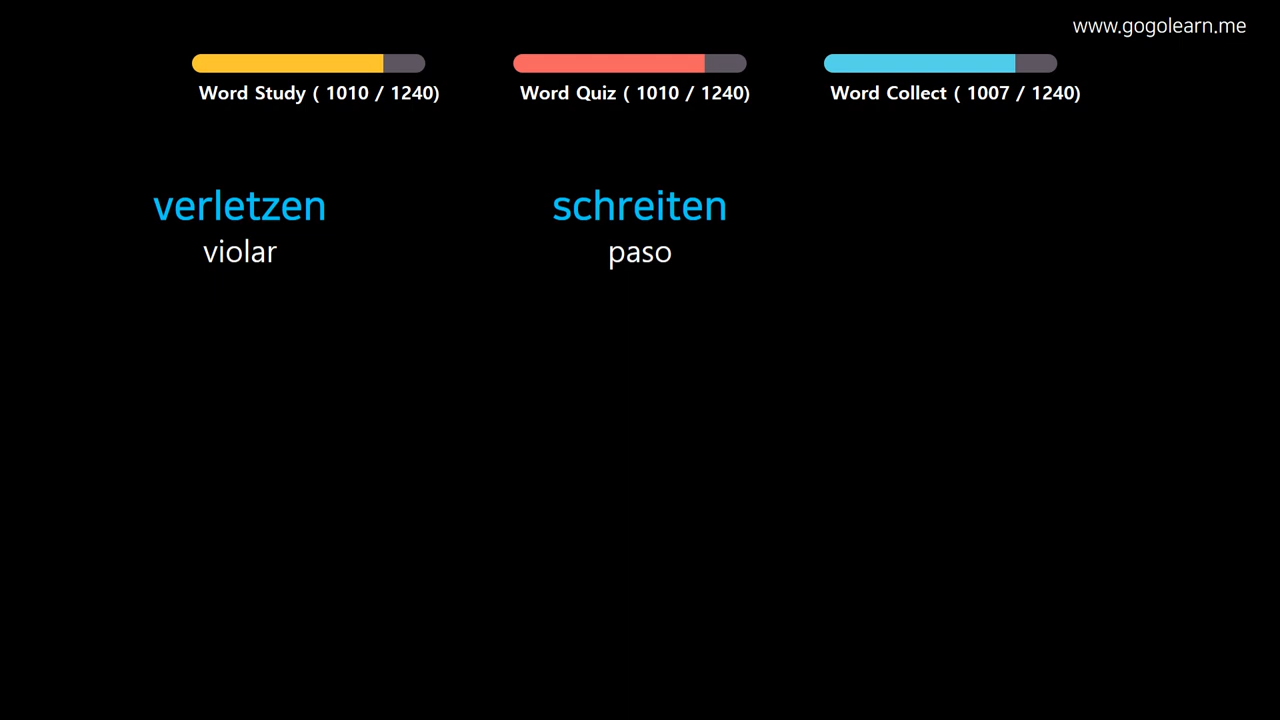 www.gogolearn.me
Word Study ( 1010 / 1240)
Word Quiz ( 1010 / 1240)
Word Collect ( 1007 / 1240)
verletzen
violar
schreiten
paso